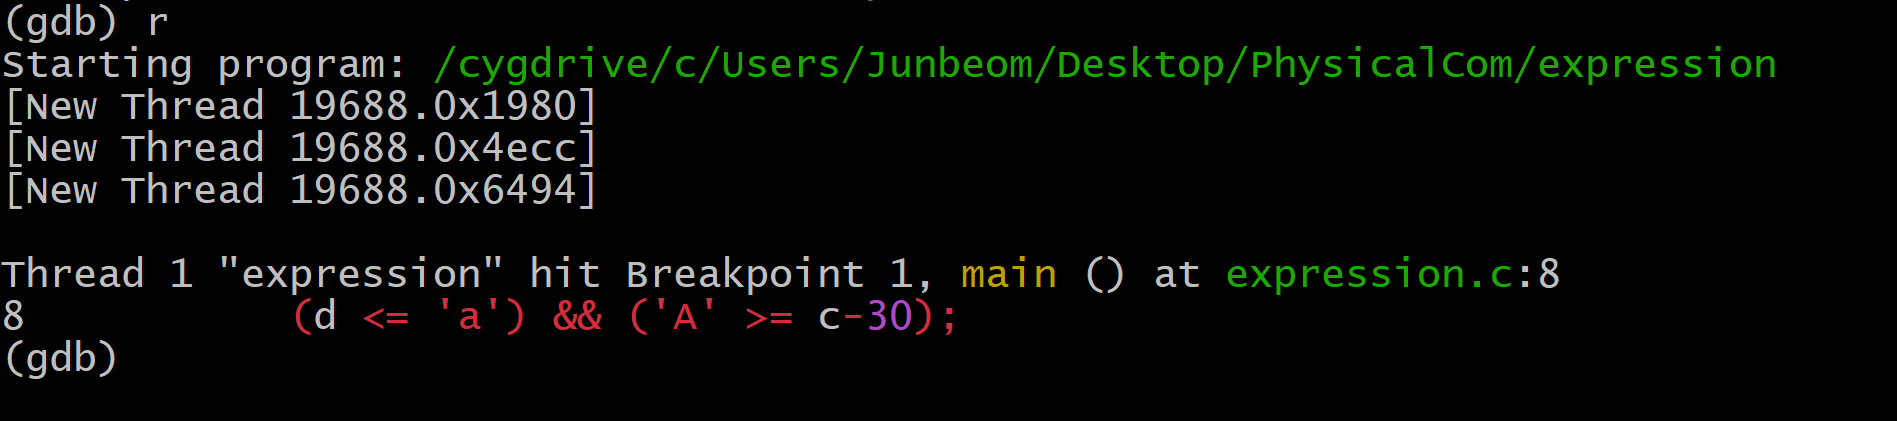 (gdb) r
Starting program: /cygdrive/c/Users/Junbeom/Desktop/PhysicalCom/expression
[New Thread 19688.0x1980]
[New Thread 19688.0x4ecc]
[New Thread 19688.0x6494]
Thread 1 "expression" hit Breakpoint 1, main () at expression.c:8
8 (d <= 'a') && ('A' >= c-30);
(gdb)